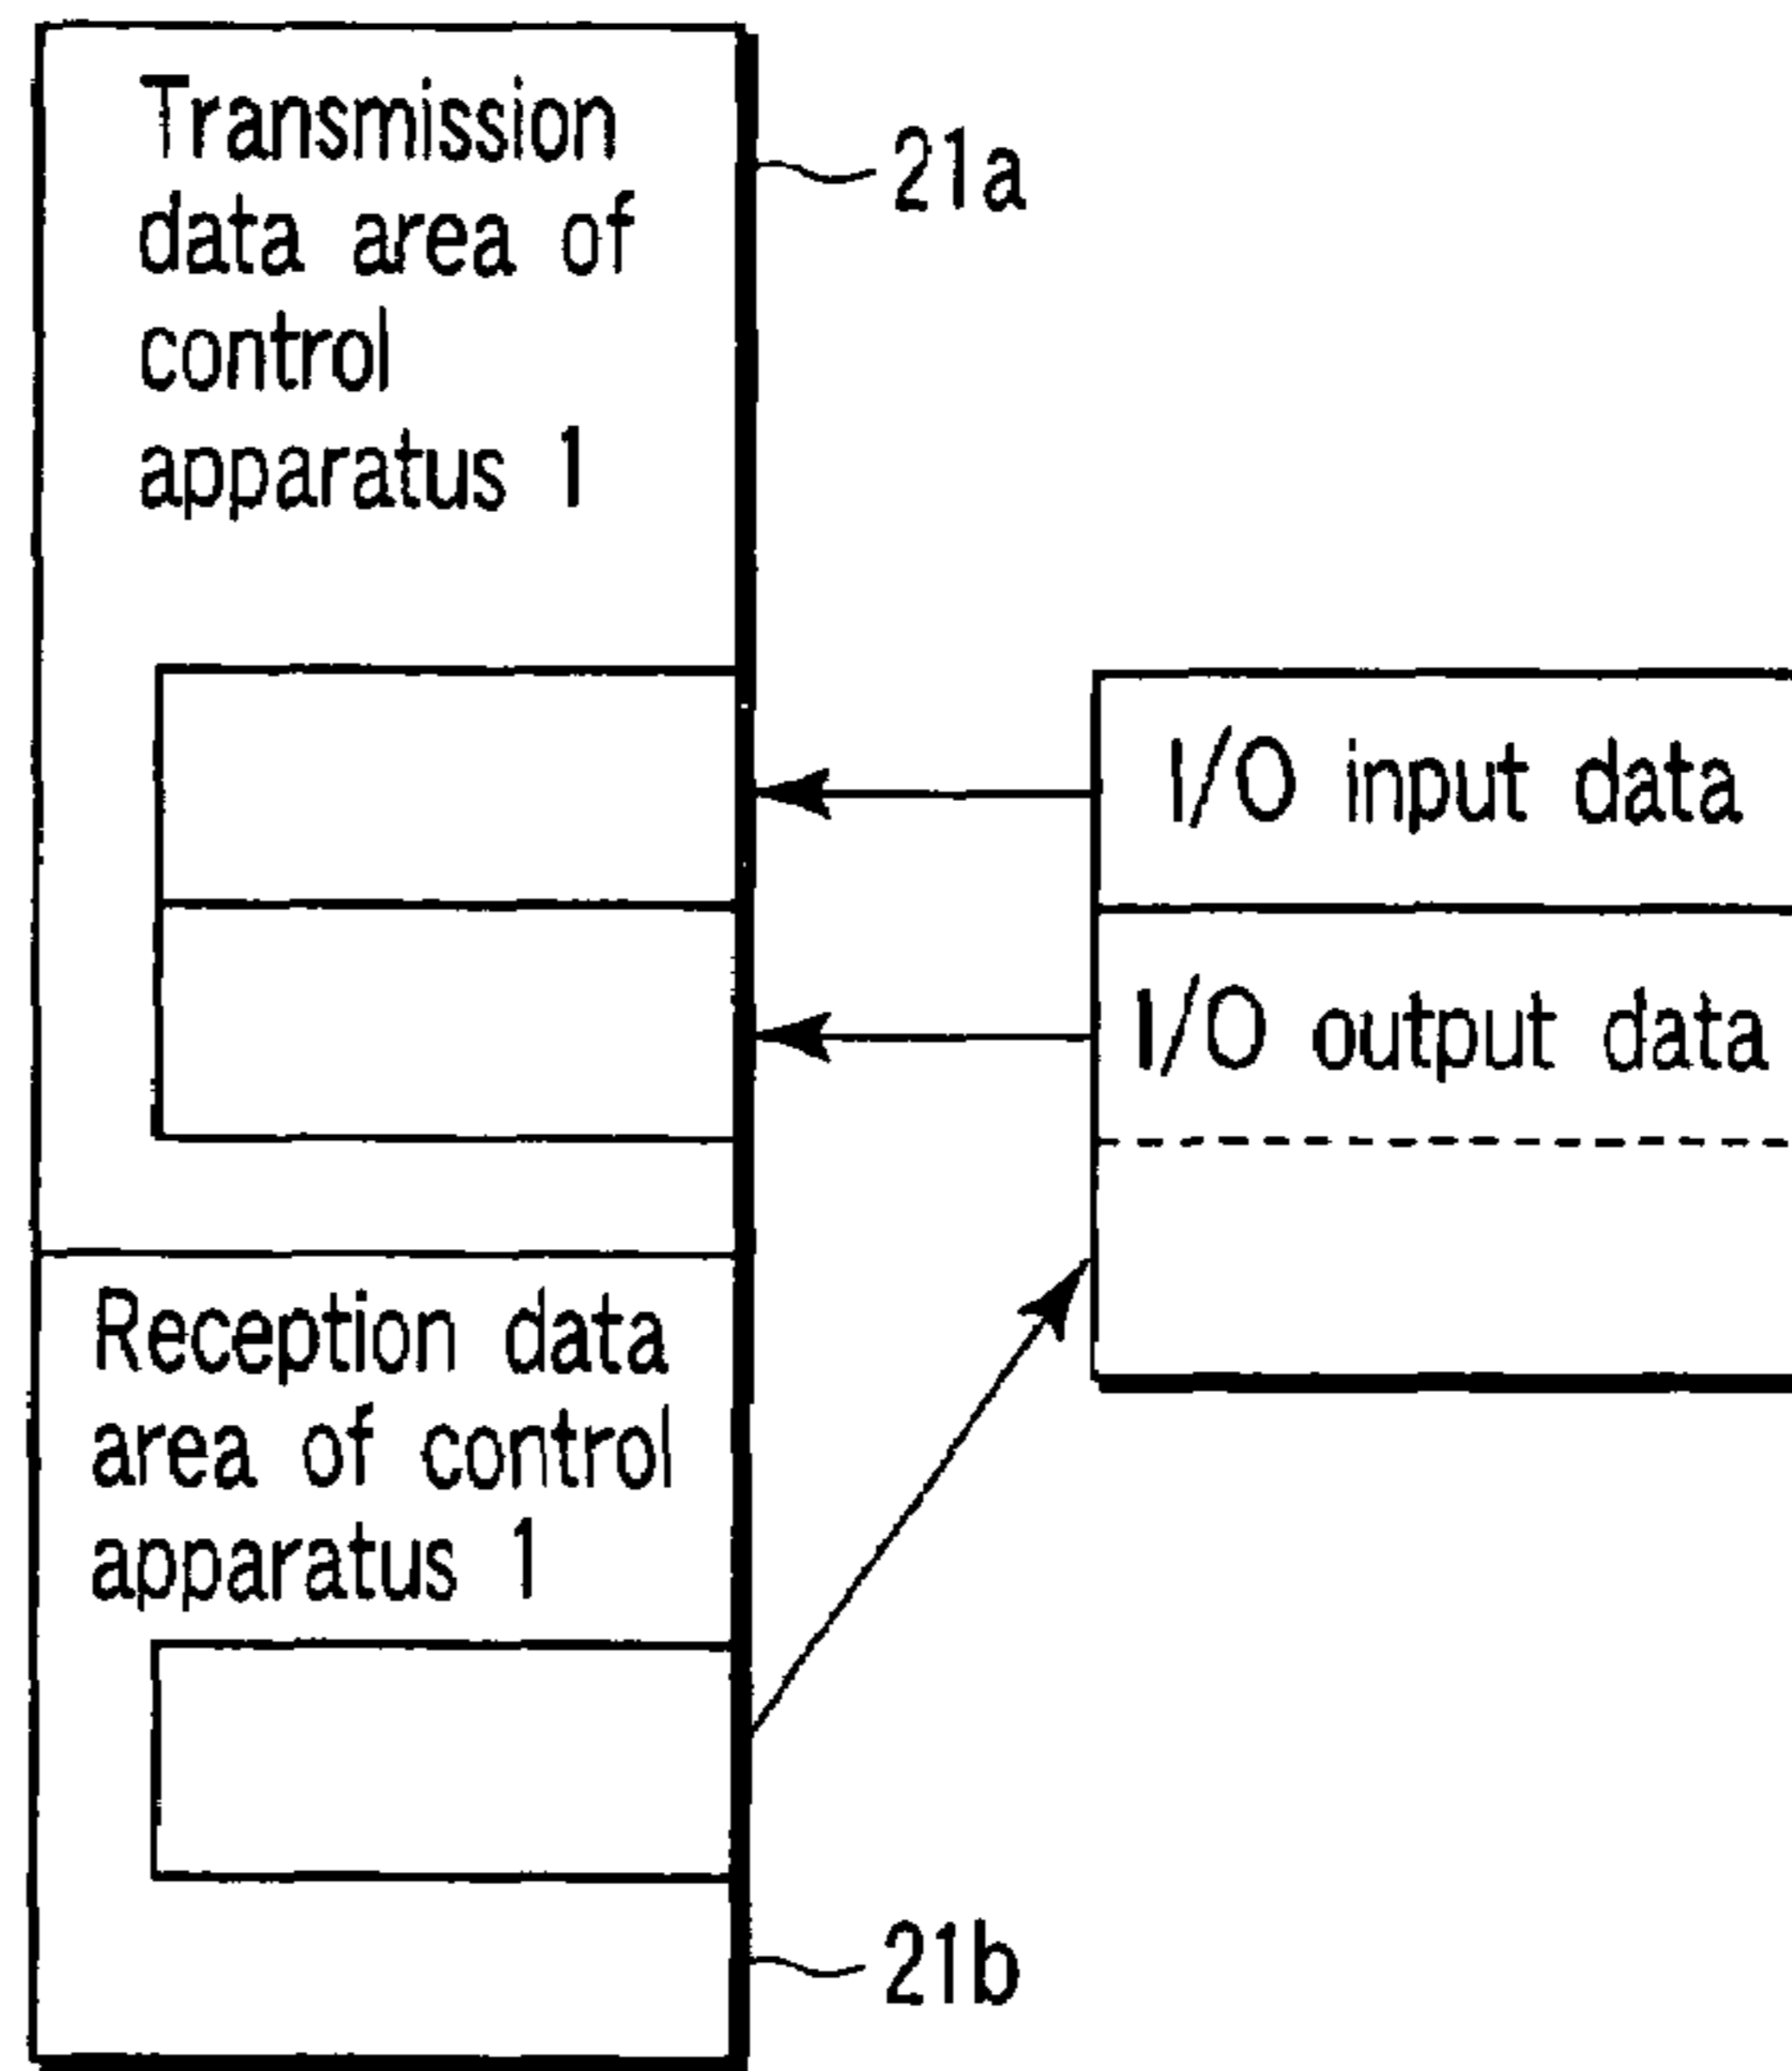 Transmission
data area of
control
apparatus 1
21a
I/O input data
I/O output data
Reception data
area of control
apparatus 1
21b